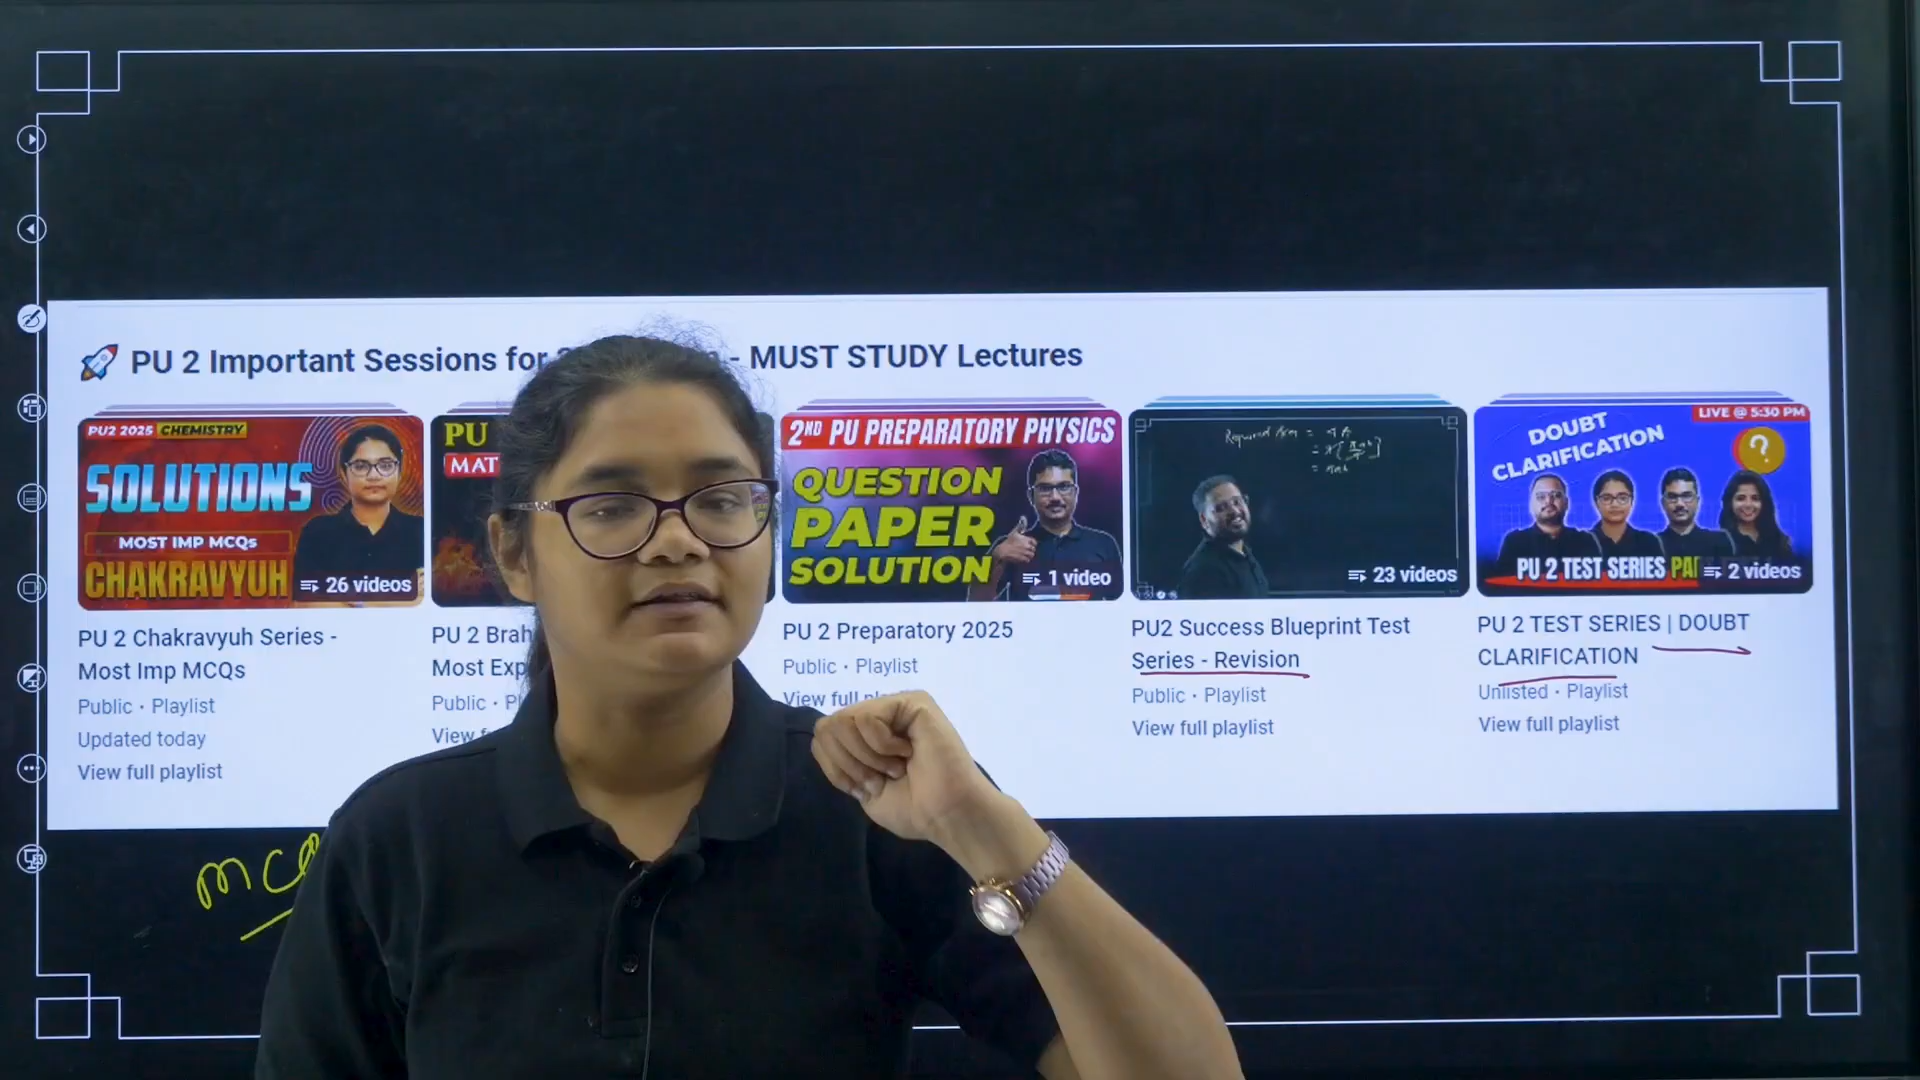 PU 2 Important Sessions for - MUST STUDY Lectures
PU2 2025 CHEMISTRY
SOLUTIONS
MOST IMP MCQs
CHAKRAVYUH
26 videos
PU 2 Chakravyuh Series -
Most Imp MCQs
Public • Playlist
Updated today
View full playlist
PU
PU 2
Most
Public •
2ND PU PREPARATORY PHYSICS
QUESTION
PAPER
SOLUTION
1 video
PU 2 Preparatory 2025
Public • Playlist
View full
23 videos
PU2 Success Blueprint Test
Series - Revision
Public • Playlist
View full playlist
LIVE @ 5:30 PM
DOUBT
CLARIFICATION
?
PU 2 TEST SERIES
2 videos
PU 2 TEST SERIES | DOUBT
CLARIFICATION
Unlisted • Playlist
View full playlist